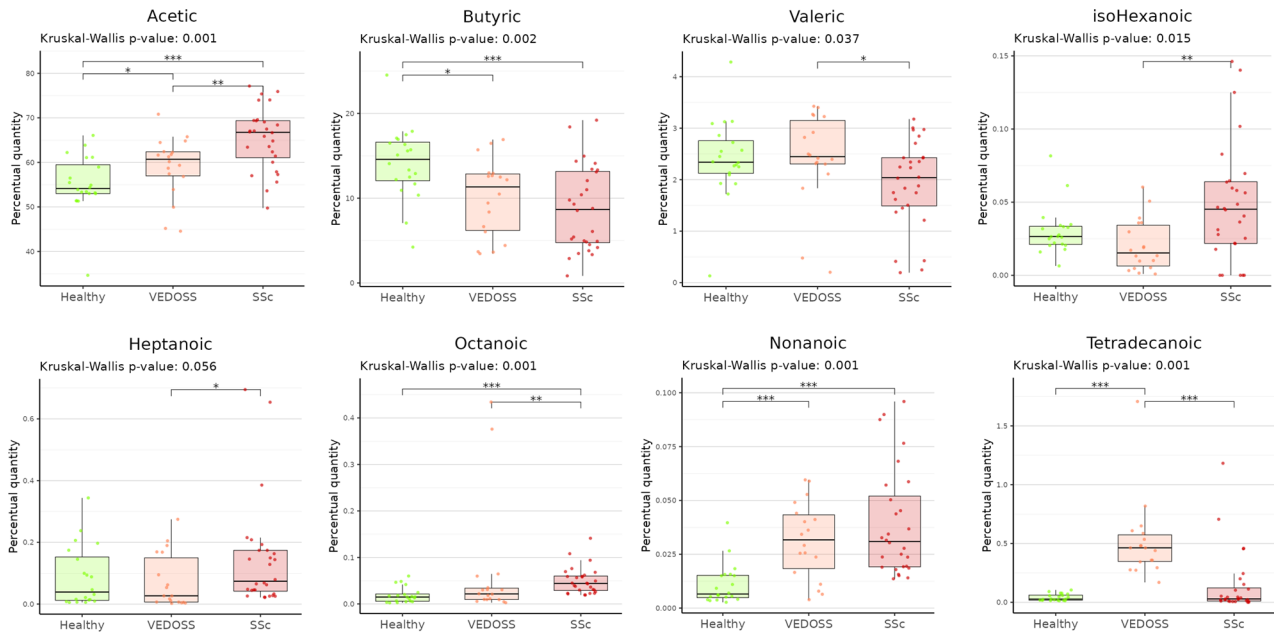 Acetic
Kruskal-Wallis p-value: 0.001
Percentual quantity
80
70
60
50
40
***
*
**
Healthy VEDOSS SSc
Butyric
Kruskal-Wallis p-value: 0.002
Percentual quantity
20
10
0
***
*
Healthy VEDOSS SSc
Valeric
Kruskal-Wallis p-value: 0.037
Percentual quantity
4
3
2
1
0
*
Healthy VEDOSS SSc
isoHexanoic
Kruskal-Wallis p-value: 0.015
Percentual quantity
0.15
0.10
0.05
0.00
**
Healthy VEDOSS SSc
Heptanoic
Kruskal-Wallis p-value: 0.056
Percentual quantity
0.6
0.4
0.2
0.0
*
Healthy VEDOSS SSc
Octanoic
Kruskal-Wallis p-value: 0.001
Percentual quantity
0.4
0.3
0.2
0.1
0.0
***
**
Healthy VEDOSS SSc
Nonanoic
Kruskal-Wallis p-value: 0.001
Percentual quantity
0.100
0.075
0.050
0.025
0.000
***
***
Healthy VEDOSS SSc
Tetradecanoic
Kruskal-Wallis p-value: 0.001
Percentual quantity
1.5
1.0
0.5
0.0
***
***
Healthy VEDOSS SSc